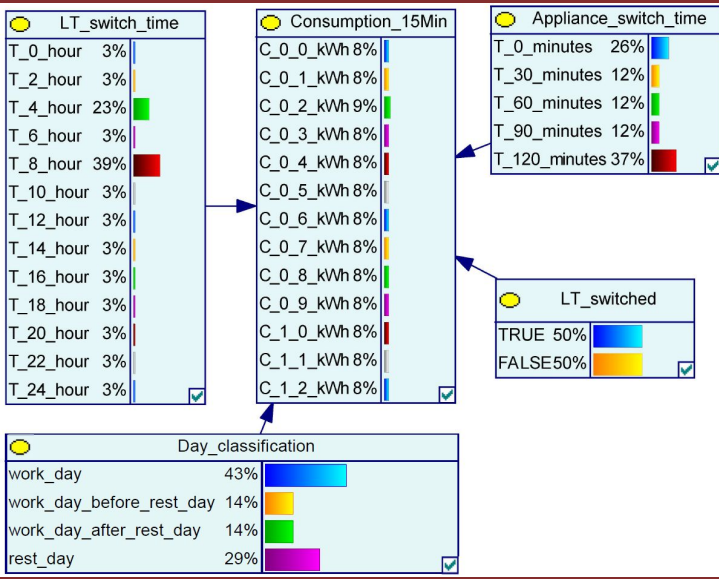 LT_switch_time
T_0_hour 3%
T_2_hour 3%
T_4_hour 23%
T_6_hour 3%
T_8_hour 39%
T_10_hour 3%
T_12_hour 3%
T_14_hour 3%
T_16_hour 3%
T_18_hour 3%
T_20_hour 3%
T_22_hour 3%
T_24_hour 3%
Consumption_15Min
C_0_0_kWh 8%
C_0_1_kWh 8%
C_0_2_kWh 9%
C_0_3_kWh 8%
C_0_4_kWh 8%
C_0_5_kWh 8%
C_0_6_kWh 8%
C_0_7_kWh 8%
C_0_8_kWh 8%
C_0_9_kWh 8%
C_1_0_kWh 8%
C_1_1_kWh 8%
C_1_2_kWh 8%
Appliance_switch_time
T_0_minutes 26%
T_30_minutes 12%
T_60_minutes 12%
T_90_minutes 12%
T_120_minutes 37%
LT_switched
TRUE 50%
FALSE 50%
Day_classification
work_day 43%
work_day_before_rest_day 14%
work_day_after_rest_day 14%
rest_day 29%